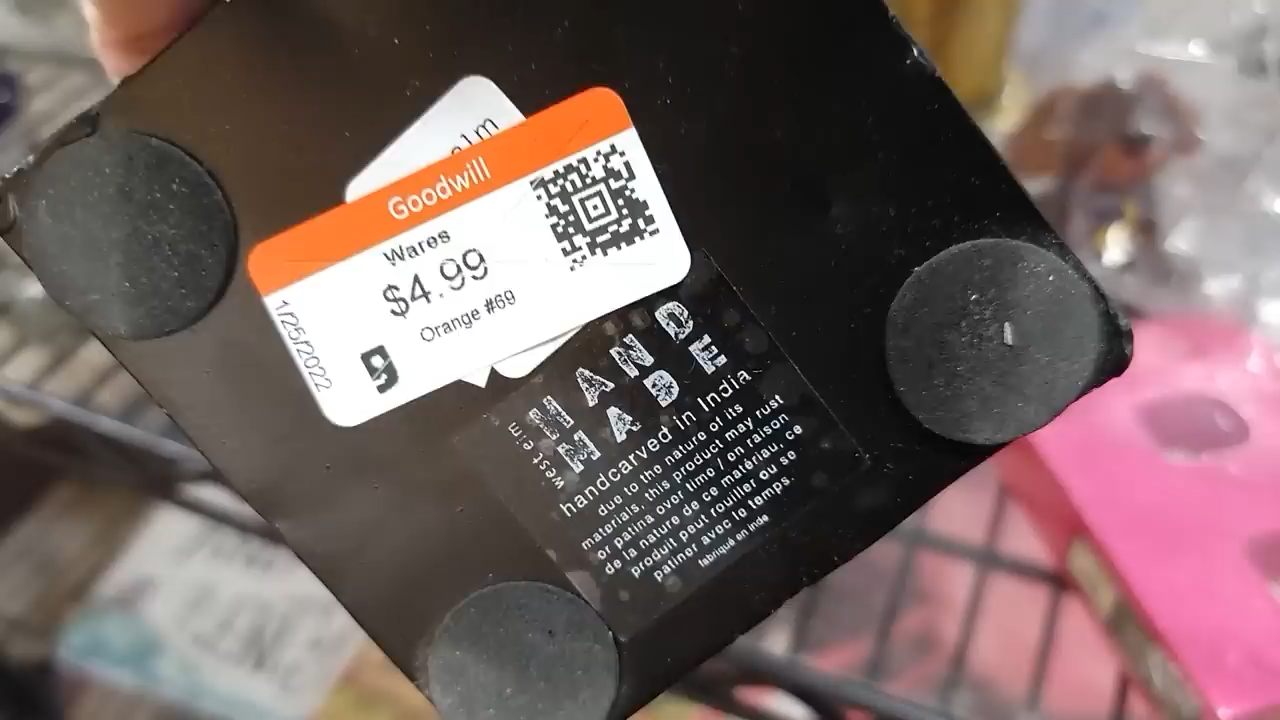 elm
Goodwill
Wares
$4.99
Orange #69
1/25/2022
HAND
MADE
west elm
handcarved in India
due to the nature of its
materials, this product may rust
or patina over time / on raison
de la nature de ce matériau, ce
produit peut rouiller ou se
patiner avec le temps.
fabriqué en inde